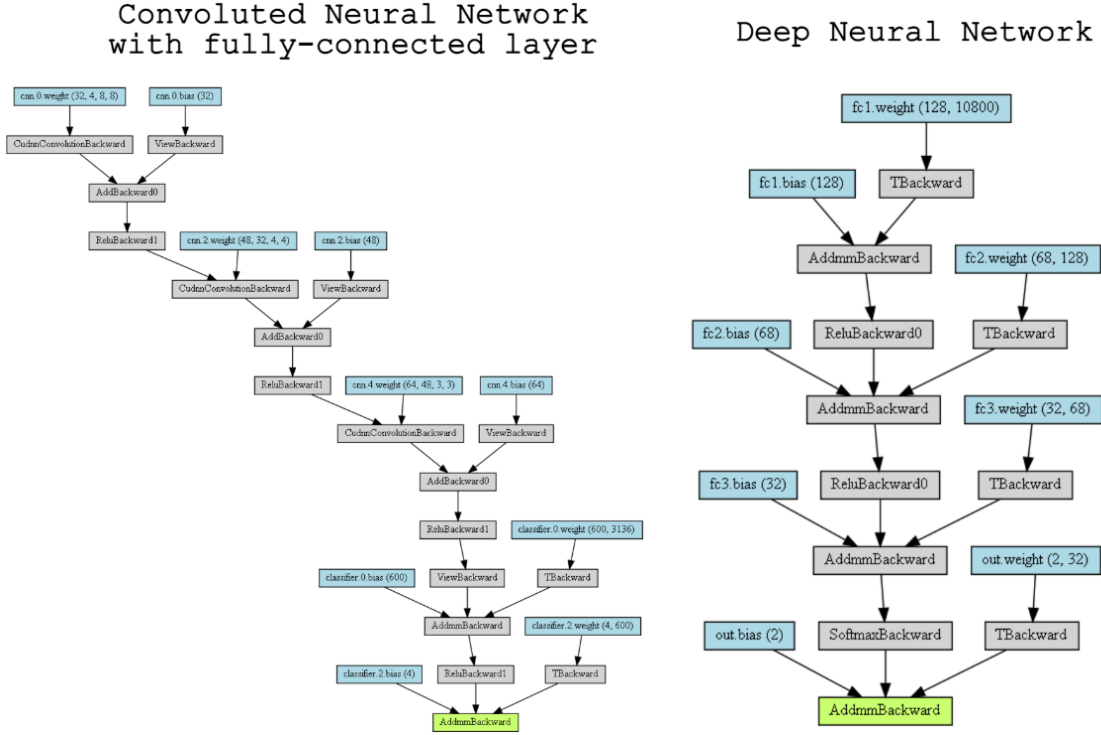 Convoluted Neural Network
with fully-connected layer
cnn.0.weight (32, 4, 8, 8)
cnn.0.bias (32)
CudnnConvolutionBackward
ViewBackward
AddBackward0
ReluBackward1
cnn.2.weight (48, 32, 4, 4)
cnn.2.bias (48)
CudnnConvolutionBackward
ViewBackward
AddBackward0
ReluBackward1
cnn.4.weight (64, 48, 3, 3)
cnn.4.bias (64)
CudnnConvolutionBackward
ViewBackward
AddBackward0
ReluBackward1
classifier.0.weight (600, 3136)
classifier.0.bias (600)
ViewBackward
TBackward
AddmmBackward
classifier.2.weight (4, 600)
classifier.2.bias (4)
ReluBackward1
TBackward
AddmmBackward
Deep Neural Network
fc1.weight (128, 10800)
fc1.bias (128)
TBackward
AddmmBackward
fc2.weight (68, 128)
fc2.bias (68)
ReluBackward0
TBackward
AddmmBackward
fc3.weight (32, 68)
fc3.bias (32)
ReluBackward0
TBackward
AddmmBackward
out.weight (2, 32)
out.bias (2)
SoftmaxBackward
TBackward
AddmmBackward